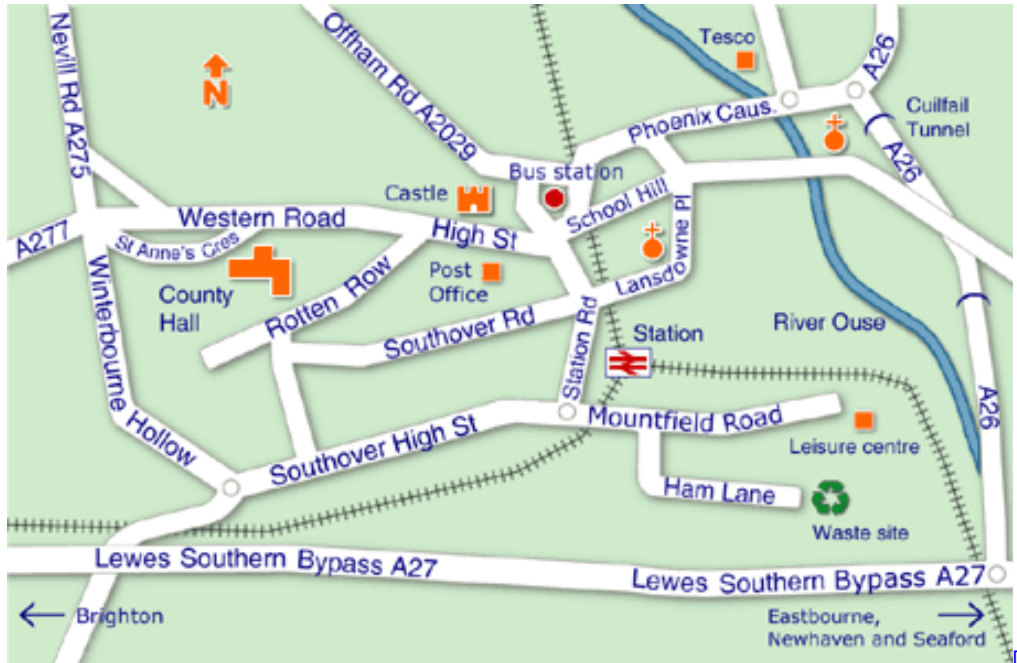 Nevill Rd A275
Offham Rd A2029
Tesco
A26
N
Phoenix Caus.
Cuilfail
Tunnel
A26
Bus station
Castle
School Hill
Western Road
High St
Lansdowne Pl
A277
St Anne's Cres
County
Hall
Post
Office
Rotten Row
Southover Rd
Station Rd
Station
River Ouse
Winterbourne Hollow
Mountfield Road
A26
Southover High St
Leisure centre
Ham Lane
Waste site
Lewes Southern Bypass A27
Lewes Southern Bypass A27
Brighton
Eastbourne,
Newhaven and Seaford